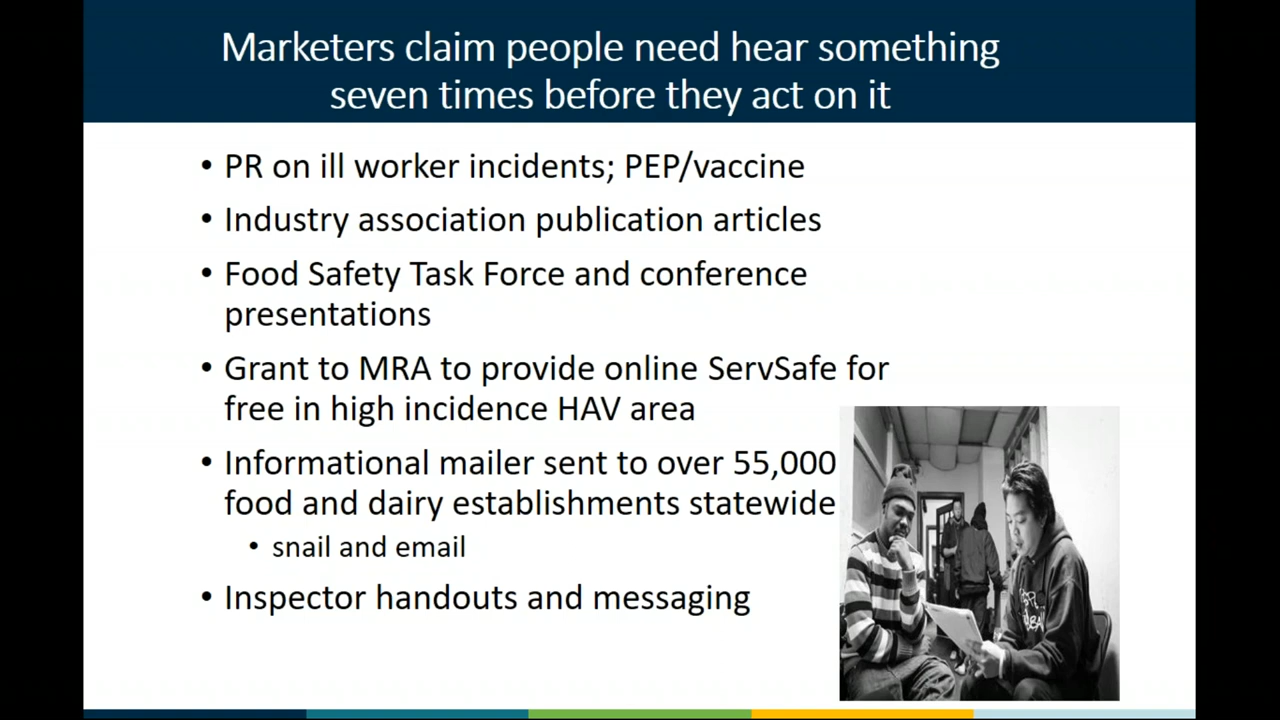 Marketers claim people need hear something
seven times before they act on it
• PR on ill worker incidents; PEP/vaccine
• Industry association publication articles
• Food Safety Task Force and conference
presentations
• Grant to MRA to provide online ServSafe for
free in high incidence HAV area
• Informational mailer sent to over 55,000
food and dairy establishments statewide
• snail and email
• Inspector handouts and messaging